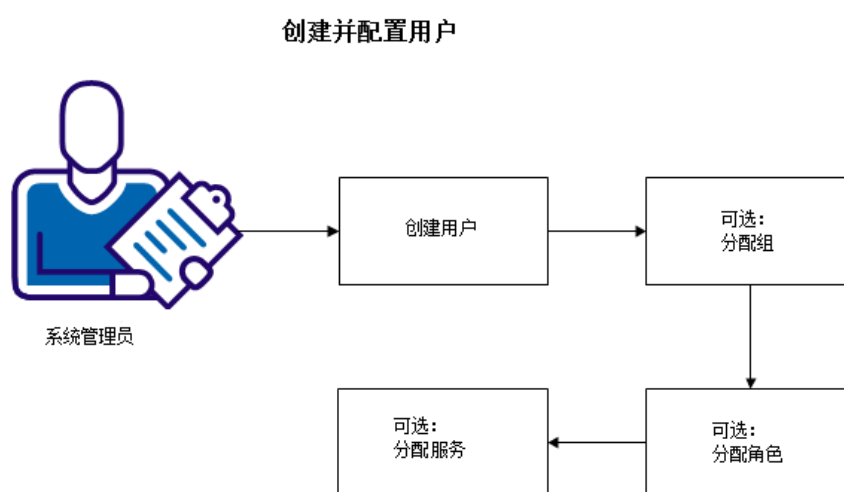 创建并配置用户
创建用户
可选：
分配组
系统管理员
可选：
分配服务
可选：
分配角色